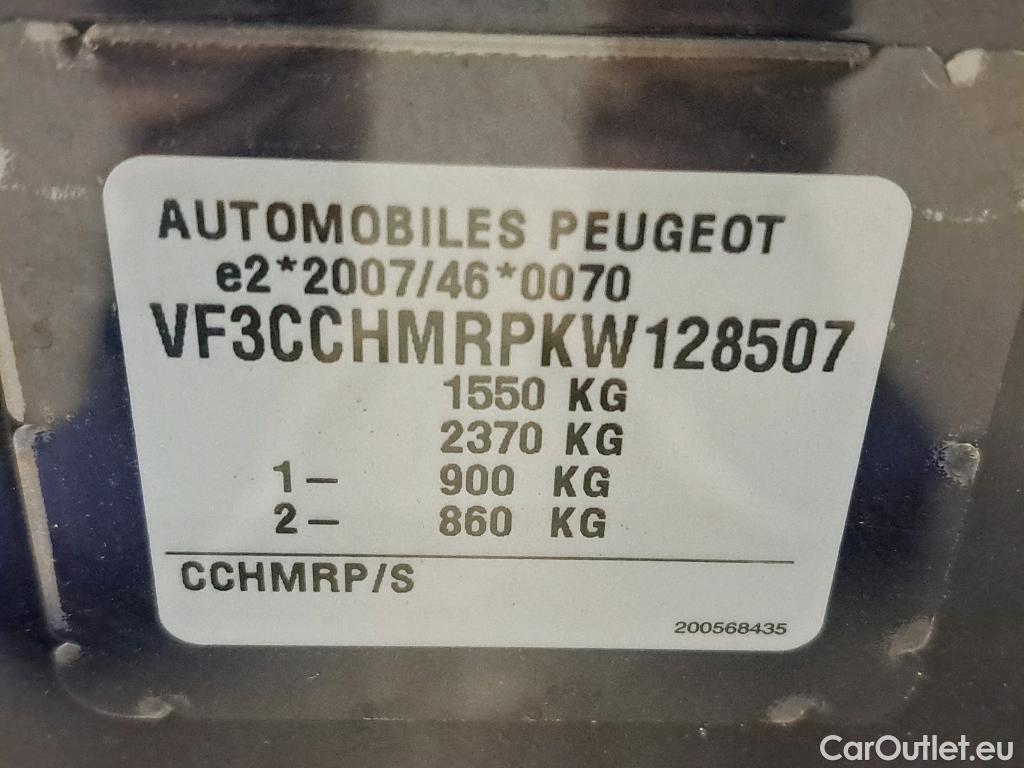 AUTOMOBILES PEUGEOT
e2*2007/46*0070
VF3CCHMRPKW128507
1550 KG
2370 KG
1– 900 KG
2– 860 KG
CCHMRP/S
200568435
CarOutlet.eu